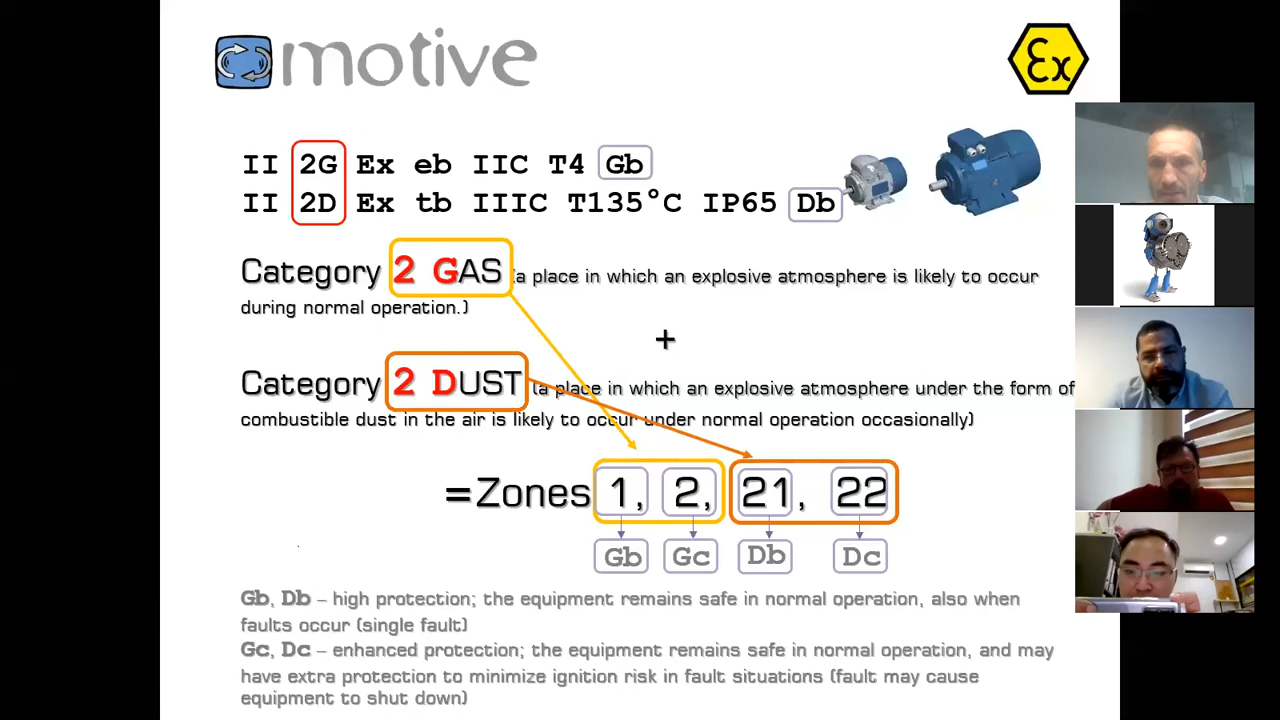 motive
Ex
II 2G Ex eb IIC T4 Gb
II 2D Ex tb IIIC T135°C IP65 Db
Category 2 GAS (a place in which an explosive atmosphere is likely to occur
during normal operation.)
+
Category 2 DUST (a place in which an explosive atmosphere under the form of
combustible dust in the air is likely to occur under normal operation occasionally)
=Zones 1, 2, 21, 22
Gb Gc Db Dc
Gb, Db – high protection; the equipment remains safe in normal operation, also when
faults occur (single fault)
Gc, Dc – enhanced protection; the equipment remains safe in normal operation, and may
have extra protection to minimize ignition risk in fault situations (fault may cause
equipment to shut down)